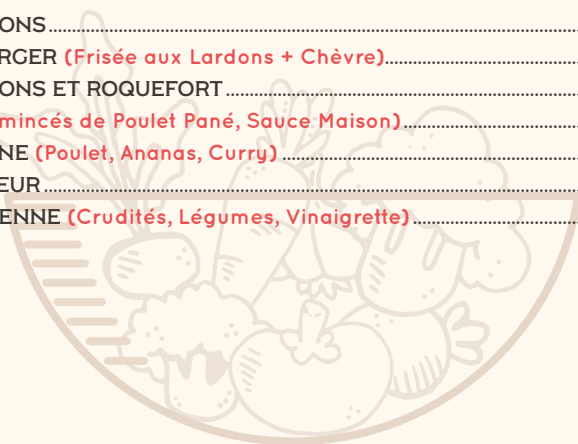 ONS
RGER (Frisée aux Lardons + Chèvre)
ONS ET ROQUEFORT
mincés de Poulet Pané, Sauce Maison)
NE (Poulet, Ananas, Curry)
EUR
ENNE (Crudités, Légumes, Vinaigrette)